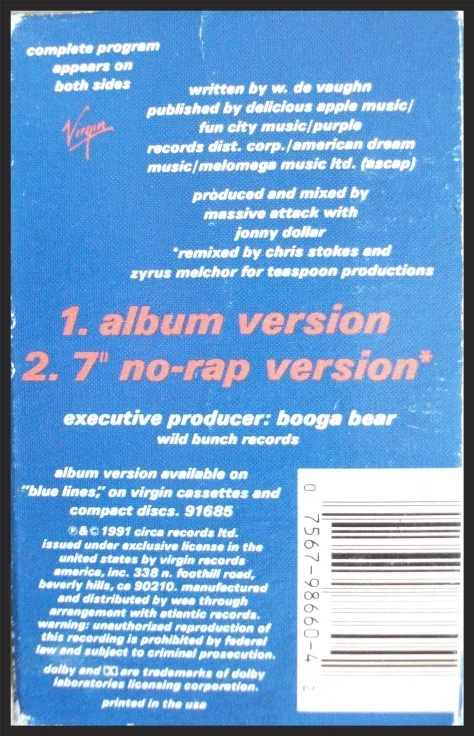 complete program
appears on
both sides
Virgin
written by w. de vaughn
published by delicious apple music/
fun city music/purple
records dist. corp./american dream
music/melomega music ltd. (ascap)
produced and mixed by
massive attack with
jonny dollar
*remixed by chris stokes and
zyrus melchor for teaspoon productions
1. album version
2. 7" no-rap version*
executive producer: booga bear
wild bunch records
album version available on
"blue lines," on virgin cassettes and
compact discs. 91685
℗ & © 1991 circa records ltd.
issued under exclusive license in the
united states by virgin records
america, inc. 338 n. foothill road,
beverly hills, ca 90210. manufactured
and distributed by wea through
arrangement with atlantic records.
warning: unauthorized reproduction of
this recording is prohibited by federal
law and subject to criminal prosecution.
dolby and DD are trademarks of dolby
laboratories licensing corporation.
printed in the usa
0 7567-98660-4 2